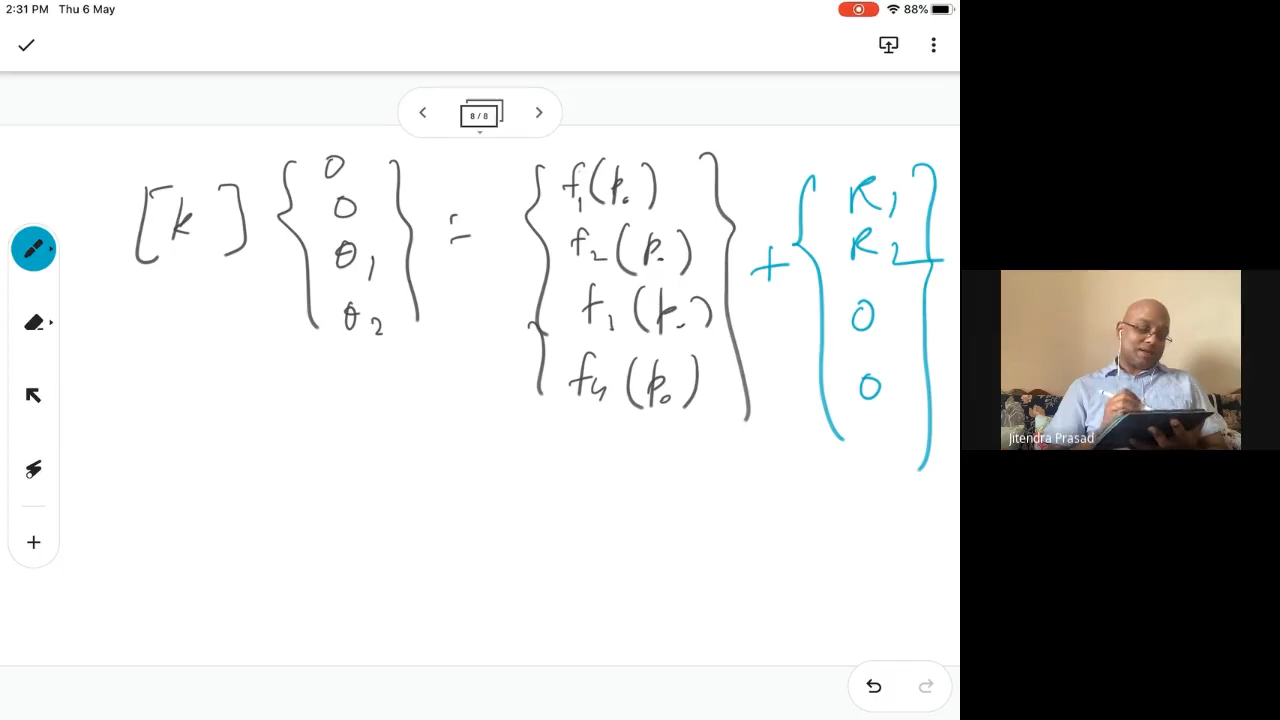 2:31 PM Thu 6 May
88%
8 / 8
[k] { 0 0 θ1 θ2 } = { f1(p0) f2(p0) f1(p0) f4(p0) } + { R1 R2 0 0 }
Jitendra Prasad